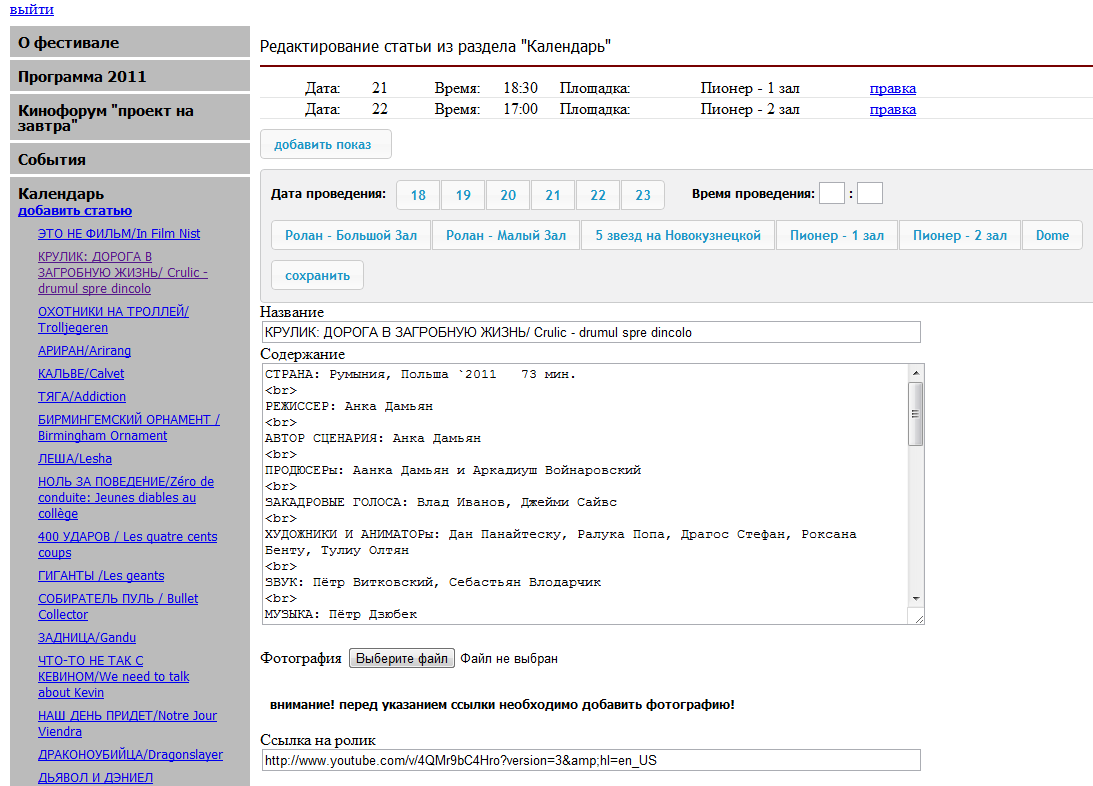 выйти
О фестивале
Программа 2011
Кинофорум "проект на
завтра"
События
Календарь
добавить статью
ЭТО НЕ ФИЛЬМ/In Film Nist
КРУЛИК: ДОРОГА В
ЗАГРОБНУЮ ЖИЗНЬ/ Crulic -
drumul spre dincolo
ОХОТНИКИ НА ТРОЛЛЕЙ/
Trolljegeren
АРИРАН/Arirang
КАЛЬВЕ/Calvet
ТЯГА/Addiction
БИРМИНГЕМСКИЙ ОРНАМЕНТ /
Birmingham Ornament
ЛЕША/Lesha
НОЛЬ ЗА ПОВЕДЕНИЕ/Zéro de
conduite: Jeunes diables au
collège
400 УДАРОВ / Les quatre cents
coups
ГИГАНТЫ /Les geants
СОБИРАТЕЛЬ ПУЛЬ / Bullet
Collector
ЗАДНИЦА/Gandu
ЧТО-ТО НЕ ТАК С
КЕВИНОМ/We need to talk
about Kevin
НАШ ДЕНЬ ПРИДЕТ/Notre Jour
Viendra
ДРАКОНОУБИЙЦА/Dragonslayer
ДЬЯВОЛ И ДЭНИЕЛ
Редактирование статьи из раздела "Календарь"
Дата: 21 Время: 18:30 Площадка: Пионер - 1 зал правка
Дата: 22 Время: 17:00 Площадка: Пионер - 2 зал правка
добавить показ
Дата проведения: 18 19 20 21 22 23 Время проведения: :
Ролан - Большой Зал Ролан - Малый Зал 5 звезд на Новокузнецкой Пионер - 1 зал Пионер - 2 зал Dome
сохранить
Название
КРУЛИК: ДОРОГА В ЗАГРОБНУЮ ЖИЗНЬ/ Crulic - drumul spre dincolo
Содержание
СТРАНА: Румыния, Польша `2011 73 мин.
<br>
РЕЖИССЕР: Анка Дамьян
<br>
АВТОР СЦЕНАРИЯ: Анка Дамьян
<br>
ПРОДЮСЕРы: Аанка Дамьян и Аркадиуш Войнаровский
<br>
ЗАКАДРОВЫЕ ГОЛОСА: Влад Иванов, Джейми Сайвс
<br>
ХУДОЖНИКИ И АНИМАТОРы: Дан Панайтеску, Ралука Попа, Драгос Стефан, Роксана
Бенту, Тулиу Олтян
<br>
ЗВУК: Пётр Витковский, Себастьян Влодарчик
<br>
МУЗЫКА: Пётр Дзюбек
Фотография Выберите файл Файл не выбран
внимание! перед указанием ссылки необходимо добавить фотографию!
Ссылка на ролик
http://www.youtube.com/v/4QMr9bC4Hro?version=3&amp;hl=en_US